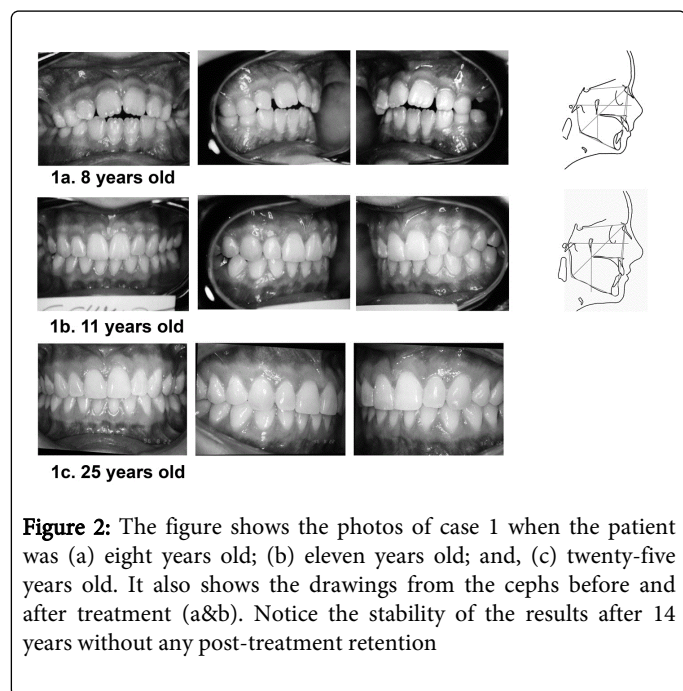 1a. 8 years old
1b. 11 years old
1c. 25 years old
Figure 2: The figure shows the photos of case 1 when the patient
was (a) eight years old; (b) eleven years old; and, (c) twenty-five
years old. It also shows the drawings from the cephs before and
after treatment (a&b). Notice the stability of the results after 14
years without any post-treatment retention